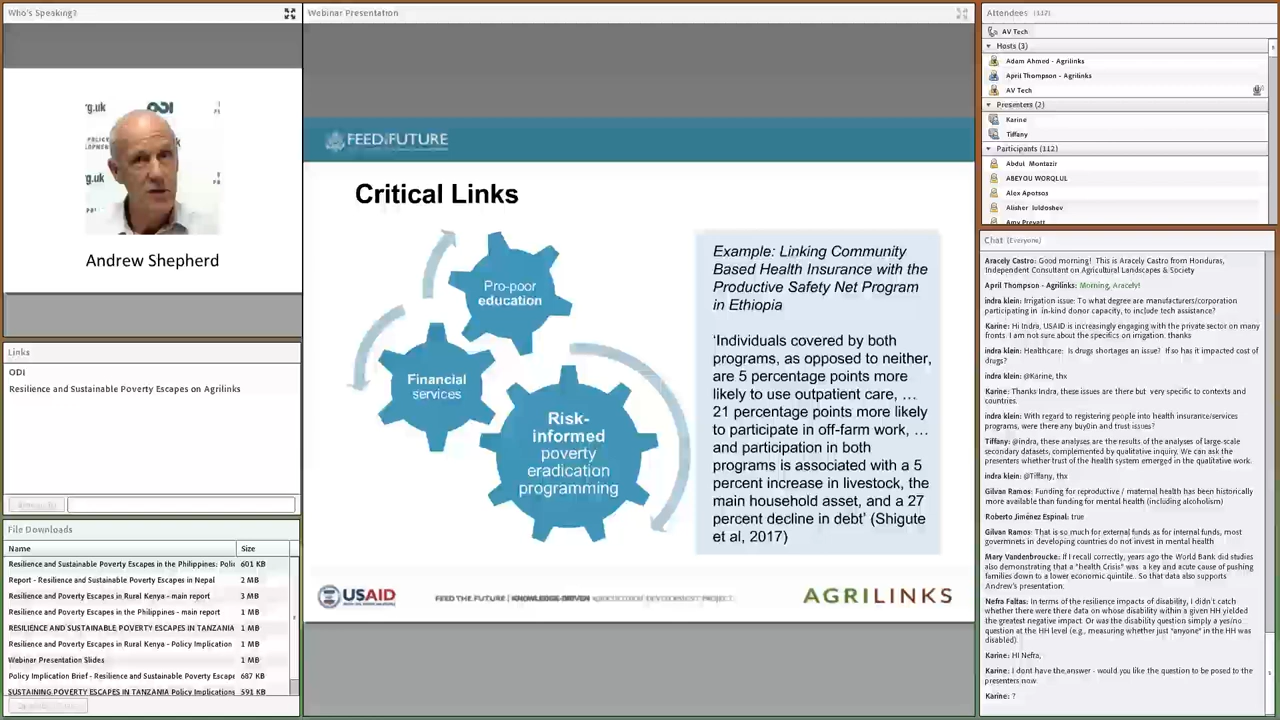 Who's Speaking?
rg.uk
ODI
POLICY
rg.uk
Andrew Shepherd
Links
ODI
Resilience and Sustainable Poverty Escapes on Agrilinks
File Downloads
Name Size
Resilience and Sustainable Poverty Escapes in the Philippines: Polic 601 KB
Report - Resilience and Sustainable Poverty Escapes in Nepal 2 MB
Resilience and Poverty Escapes in Rural Kenya - main report 3 MB
Resilience and Poverty Escapes in the Philippines - main report 1 MB
RESILIENCE AND SUSTAINABLE POVERTY ESCAPES IN TANZANIA 1 MB
Resilience and Poverty Escapes in Rural Kenya - Policy Implication 1 MB
Webinar Presentation Slides 1 MB
Policy Implication Brief - Resilience and Sustainable Poverty Escape 687 KB
SUSTAINING POVERTY ESCAPES IN TANZANIA Policy Implications 591 KB
Webinar Presentation
FEED THE FUTURE
Critical Links
Pro-poor
education
Financial
services
Risk-
informed
poverty
eradication
programming
Example: Linking Community
Based Health Insurance with the
Productive Safety Net Program
in Ethiopia
‘Individuals covered by both
programs, as opposed to neither,
are 5 percentage points more
likely to use outpatient care, …
21 percentage points more likely
to participate in off-farm work, …
and participation in both
programs is associated with a 5
percent increase in livestock, the
main household asset, and a 27
percent decline in debt’ (Shigute
et al, 2017)
USAID
FEED THE FUTURE | KNOWLEDGE-DRIVEN
AGRILINKS
Attendees (117)
AV Tech
Hosts (3)
Adam Ahmed - Agrilinks
April Thompson - Agrilinks
AV Tech
Presenters (2)
Karine
Tiffany
Participants (112)
Abdul Montazir
ABEYOU WORQLUL
Alex Apotsos
Alisher Iuldoshev
Amy Prevatt
Chat (Everyone)
Aracely Castro: Good morning! This is Aracely Castro from Honduras,
Independent Consultant on Agricultural Landscapes & Society
April Thompson - Agrilinks: Morning, Aracely!
indra klein: Irrigation issue: To what degree are manufacturers/corporation
participating in in-kind donor capacity, to include tech assistance?
Karine: Hi Indra, USAID is increasingly engaging with the private sector on many
fronts. I am not sure about the specifics on irrigation. thanks
indra klein: Healthcare: Is drugs shortages an issue? If so has it impacted cost of
drugs?
indra klein: @Karine, thx
Karine: Thanks Indra, these issues are there but very specific to contexts and
countries.
indra klein: With regard to registering people into health insurance/services
programs, were there any buy0in and trust issues?
Tiffany: @indra, these analyses are the results of the analyses of large-scale
secondary datasets, complemented by qualitative inquiry. We can ask the
presenters whether trust of the health system emerged in the qualitative work.
indra klein: @Tiffany, thx
Gilvan Ramos: Funding for reproductive / maternal health has been historically
more available than funding for mental health (including alcoholism)
Roberto Jiménez Espinal: true
Gilvan Ramos: That is so much for external funds as for internal funds, most
governmets in developing countries do not invest in mental health
Mary Vandenbroucke: If I recall correctly, years ago the World Bank did studies
also demonstrating that a "health Crisis" was a key and acute cause of pushing
families down to a lower economic quintile. So that data also supports
Andrew's presentation.
Nefra Faltas: In terms of the resilience effects of disability, I didn't catch
whether there were there data on whose disability within a given HH yielded
the greatest negative impact. Or was the disability question simply a yes/no
question at the HH level (e.g., measuring whether just "anyone" in the HH was
disabled).
Karine: HI Nefra,
Karine: I dont have the answer - would you like the question to be posed to the
presenters now
Karine: ?